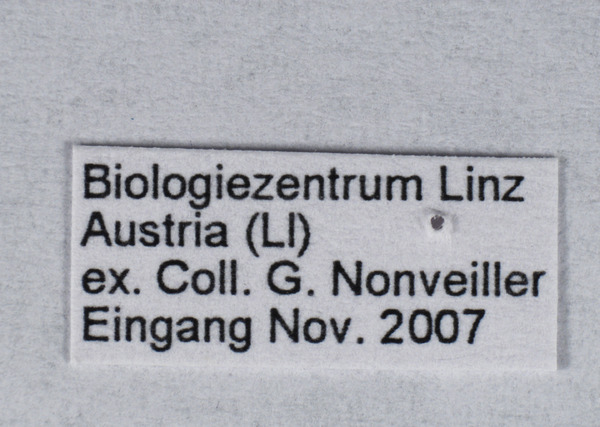 Biologiezentrum Linz
Austria (LI)
ex. Coll. G. Nonveiller
Eingang Nov. 2007